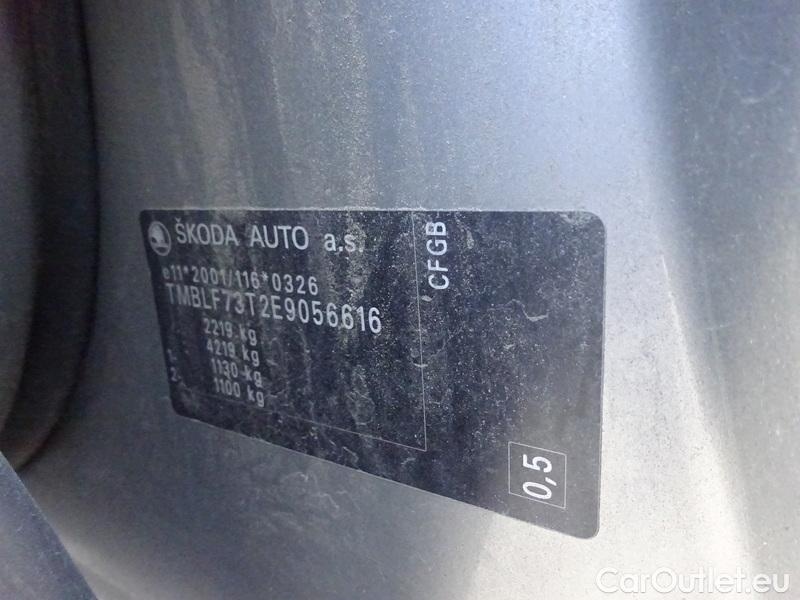 ŠKODA AUTO a.s.
e11*2001/116*0326
TMBLF73T2E9056616
2219 kg
4219 kg
1- 1130 kg
2- 1100 kg
CFGB
0,5
CarOutlet.eu